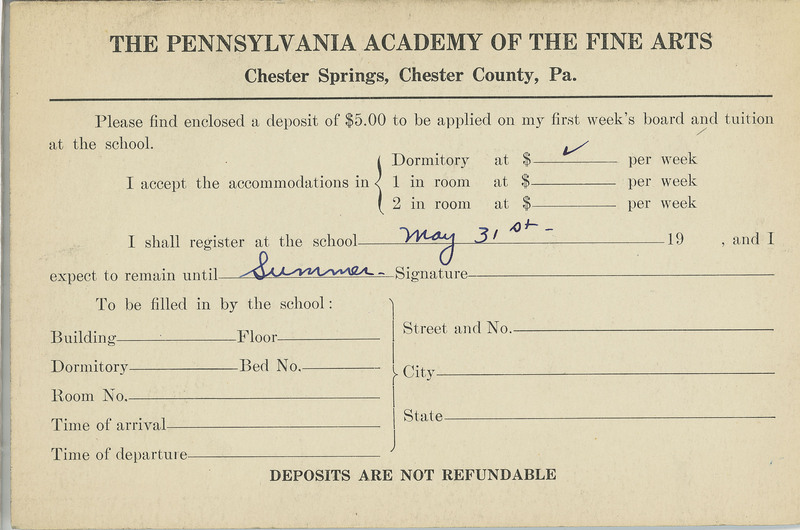 THE PENNSYLVANIA ACADEMY OF THE FINE ARTS
Chester Springs, Chester County, Pa.
Please find enclosed a deposit of $5.00 to be applied on my first week's board and tuition
at the school.
Dormitory at $ ✓ per week
I accept the accommodations in 1 in room at $ per week
2 in room at $ per week
I shall register at the school May 31st - 19 , and I
expect to remain until Summer - Signature
To be filled in by the school:
Building Floor
Dormitory Bed No.
Room No.
Time of arrival
Time of departure
Street and No.
City
State
DEPOSITS ARE NOT REFUNDABLE